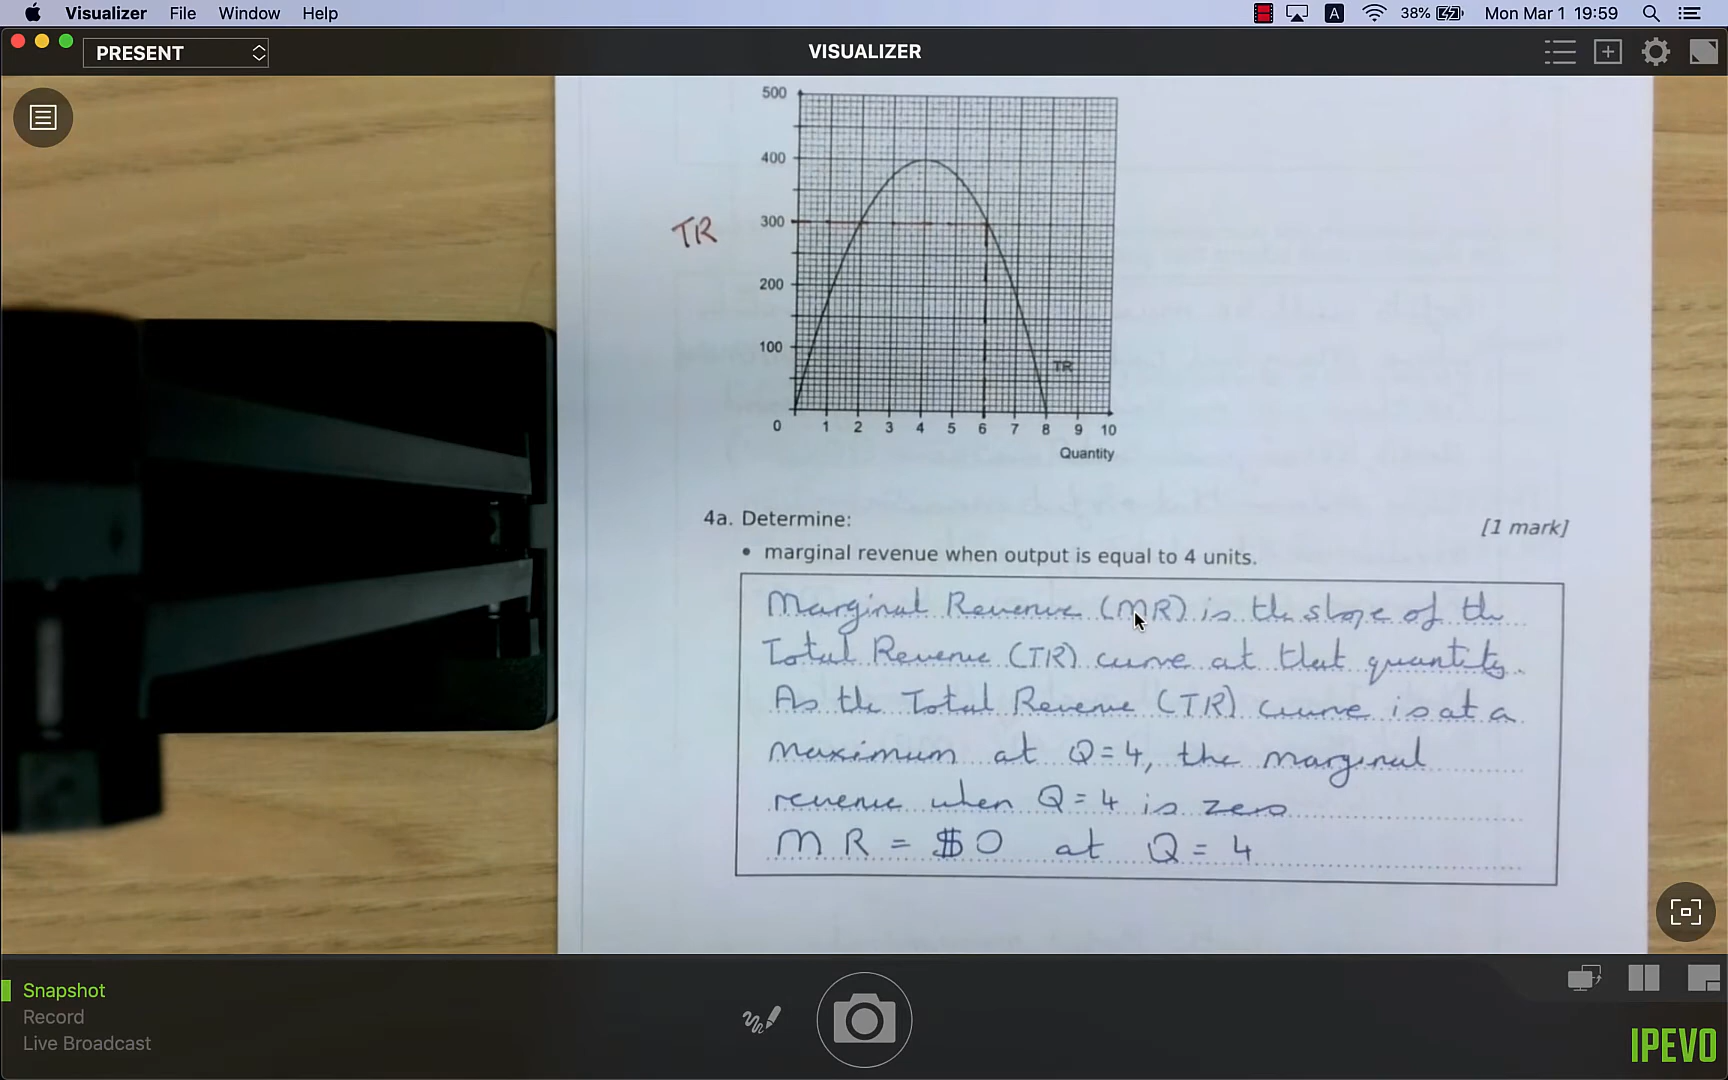 Visualizer File Window Help A 38% Mon Mar 1 19:59
PRESENT VISUALIZER
500
400
300
TR
200
100
TR
0 1 2 3 4 5 6 7 8 9 10
Quantity
4a. Determine: [1 mark]
• marginal revenue when output is equal to 4 units.
Marginal Revenue (MR) is the slope of the
Total Revenue (TR) curve at that quantity.
As the Total Revenue (TR) curve is at a
maximum at Q = 4, the marginal
revenue when Q = 4 is zero
MR = $0 at Q = 4
Snapshot
Record
Live Broadcast
IPEVO